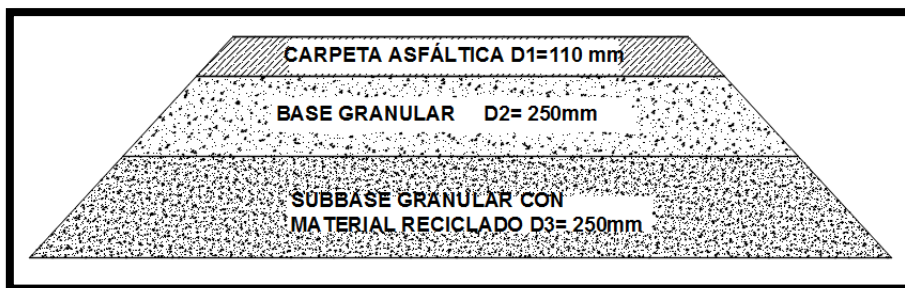 CARPETA ASFÁLTICA D1=110 mm
BASE GRANULAR D2= 250mm
SUBBASE GRANULAR CON
MATERIAL RECICLADO D3= 250mm